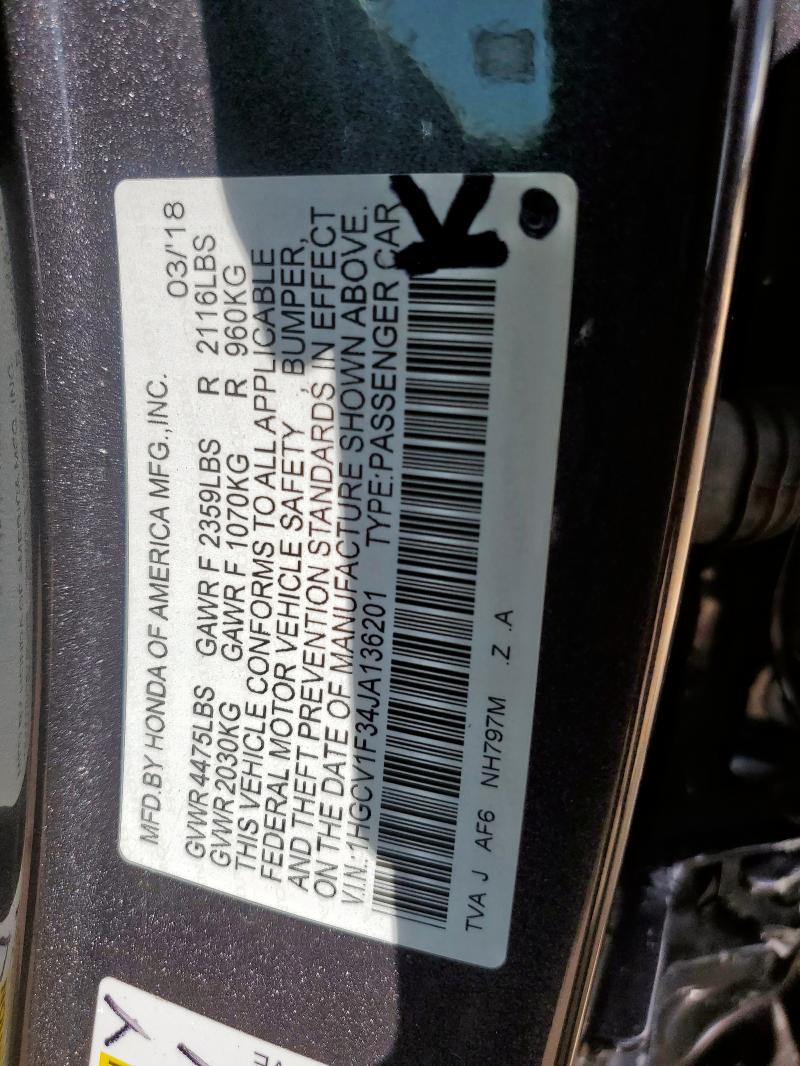 MFD.BY HONDA OF AMERICA MFG.,INC. 03/'18
GVWR 4475LBS GAWR F 2359LBS R 2116LBS
GVWR 2030KG GAWR F 1070KG R 960KG
THIS VEHICLE CONFORMS TO ALL APPLICABLE
FEDERAL MOTOR VEHICLE SAFETY, BUMPER,
AND THEFT PREVENTION STANDARDS IN EFFECT
ON THE DATE OF MANUFACTURE SHOWN ABOVE.
V.I.N.:1HGCV1F34JA136201 TYPE:PASSENGER CAR
K
TVA J AF6 NH797M .Z .A
Y